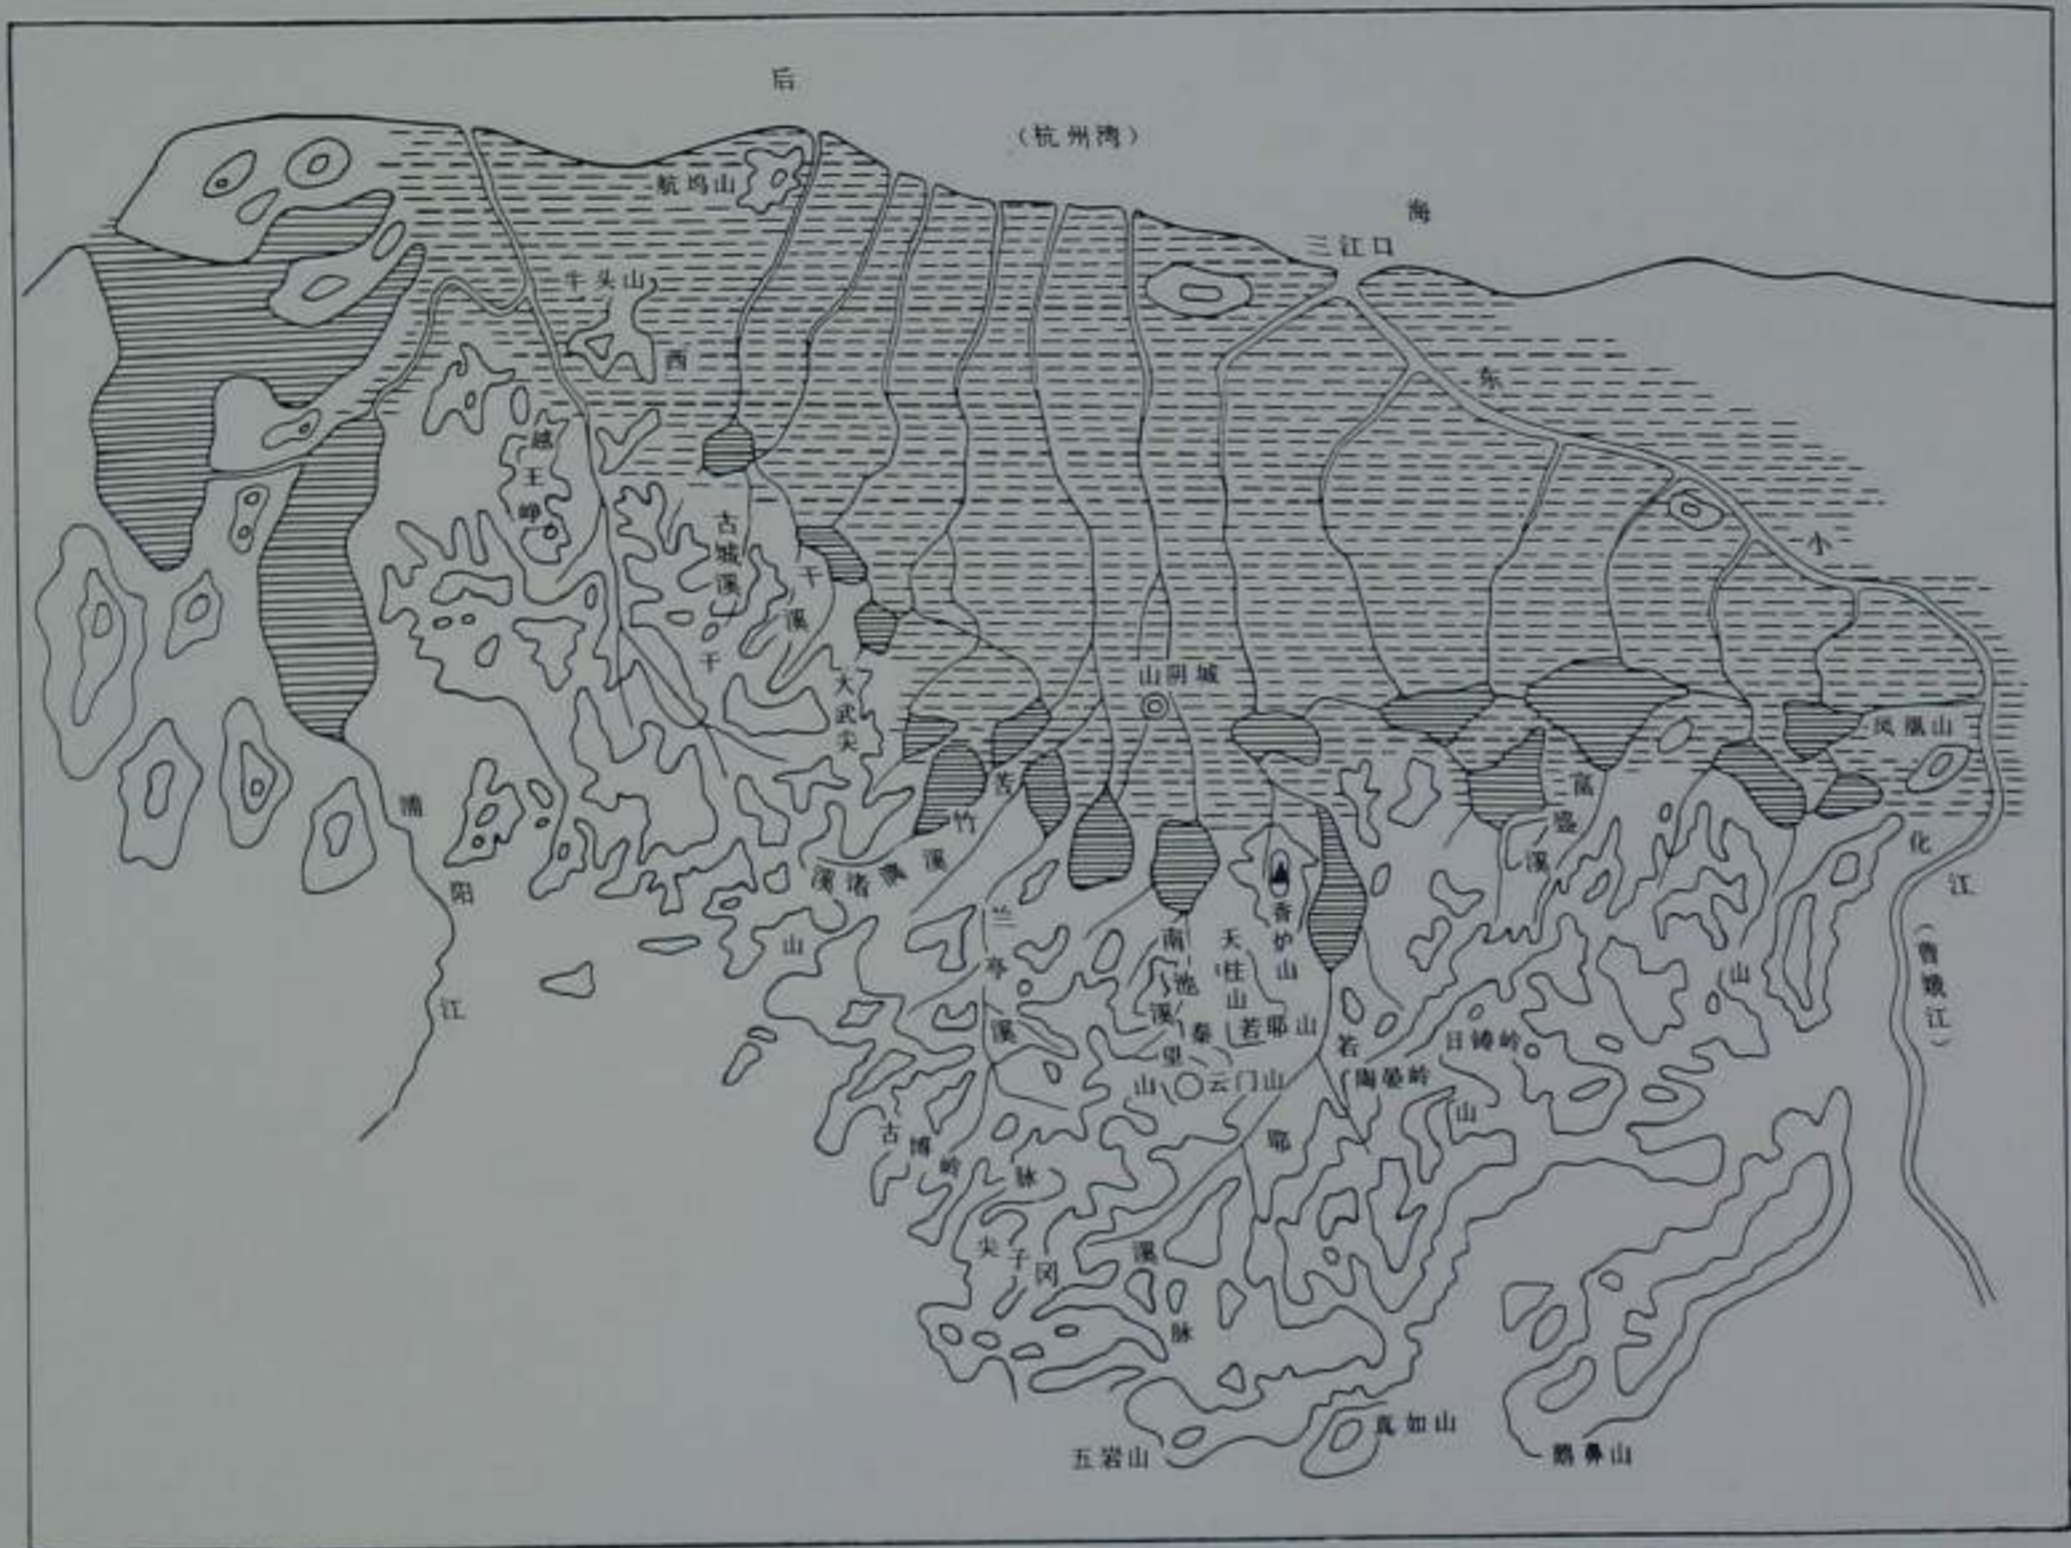 后
（杭州湾）
海
航坞山
三江口
牛头山
西
东
越王峥
古城溪
小
干溪
干
大武尖
山阴城
凤凰山
苦竹溪
富盛溪
浦阳江
溪诸漓
化
江
（曹娥江）
兰亭溪
山
南池溪
天柱山
香炉山
山
秦望山
若耶山
若
日铸岭
云门山
陶晏岭
山
古博岭
鄂
脉
尖子冈
溪
脉
五岩山
真如山
鹅鼻山